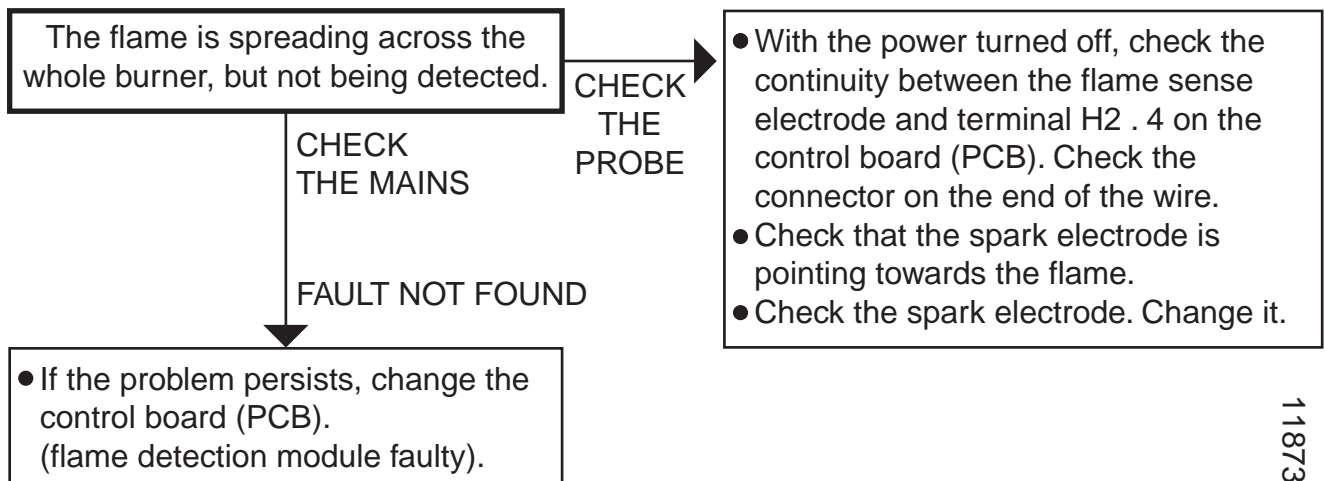 The flame is spreading across the
whole burner, but not being detected.
CHECK
THE
PROBE
● With the power turned off, check the
continuity between the flame sense
electrode and terminal H2 . 4 on the
control board (PCB). Check the
connector on the end of the wire.
● Check that the spark electrode is
pointing towards the flame.
● Check the spark electrode. Change it.
CHECK
THE MAINS
FAULT NOT FOUND
● If the problem persists, change the
control board (PCB).
(flame detection module faulty).
11873